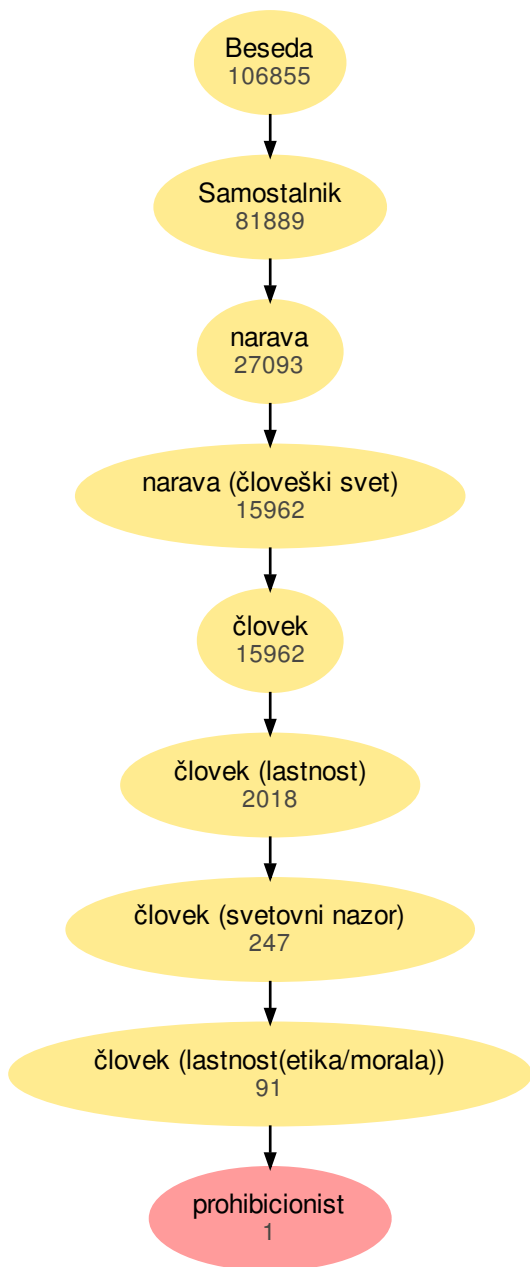 Beseda
106855
Samostalnik
81889
narava
27093
narava (človeški svet)
15962
človek
15962
človek (lastnost)
2018
človek (svetovni nazor)
247
človek (lastnost(etika/morala))
91
prohibicionist
1